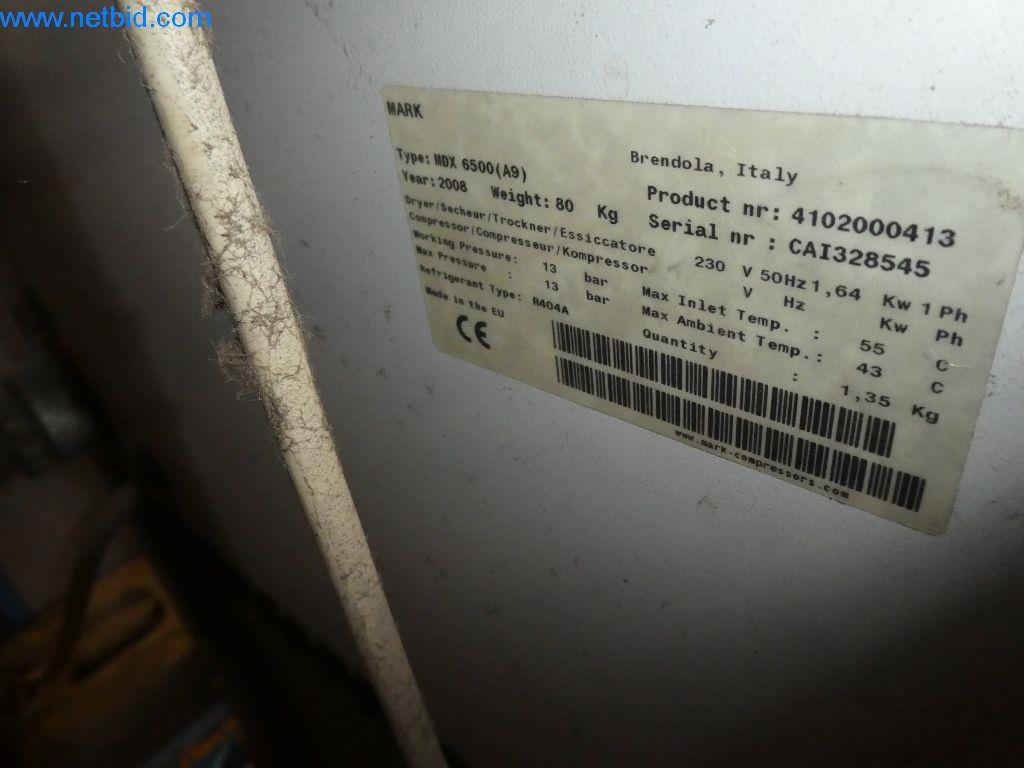 www.netbid.com
MARK
Brendola, Italy
Type: MDX 6500(A9)
Product nr: 4102000413
Year: 2008 Weight: 80 Kg
Serial nr : CAI328545
Dryer/Secheur/Trockner/Essiccatore 230 V 50Hz 1,64 Kw 1 Ph
Compressor/Compresseur/Kompressor V Hz Kw Ph
Working Pressure: 13 bar Max Inlet Temp. : 55 C
Max Pressure : 13 bar Max Ambient Temp.: 43 C
Refrigerant Type: R404A Quantity : 1,35 Kg
Made in the EU
CE
www.mark-compressors.com